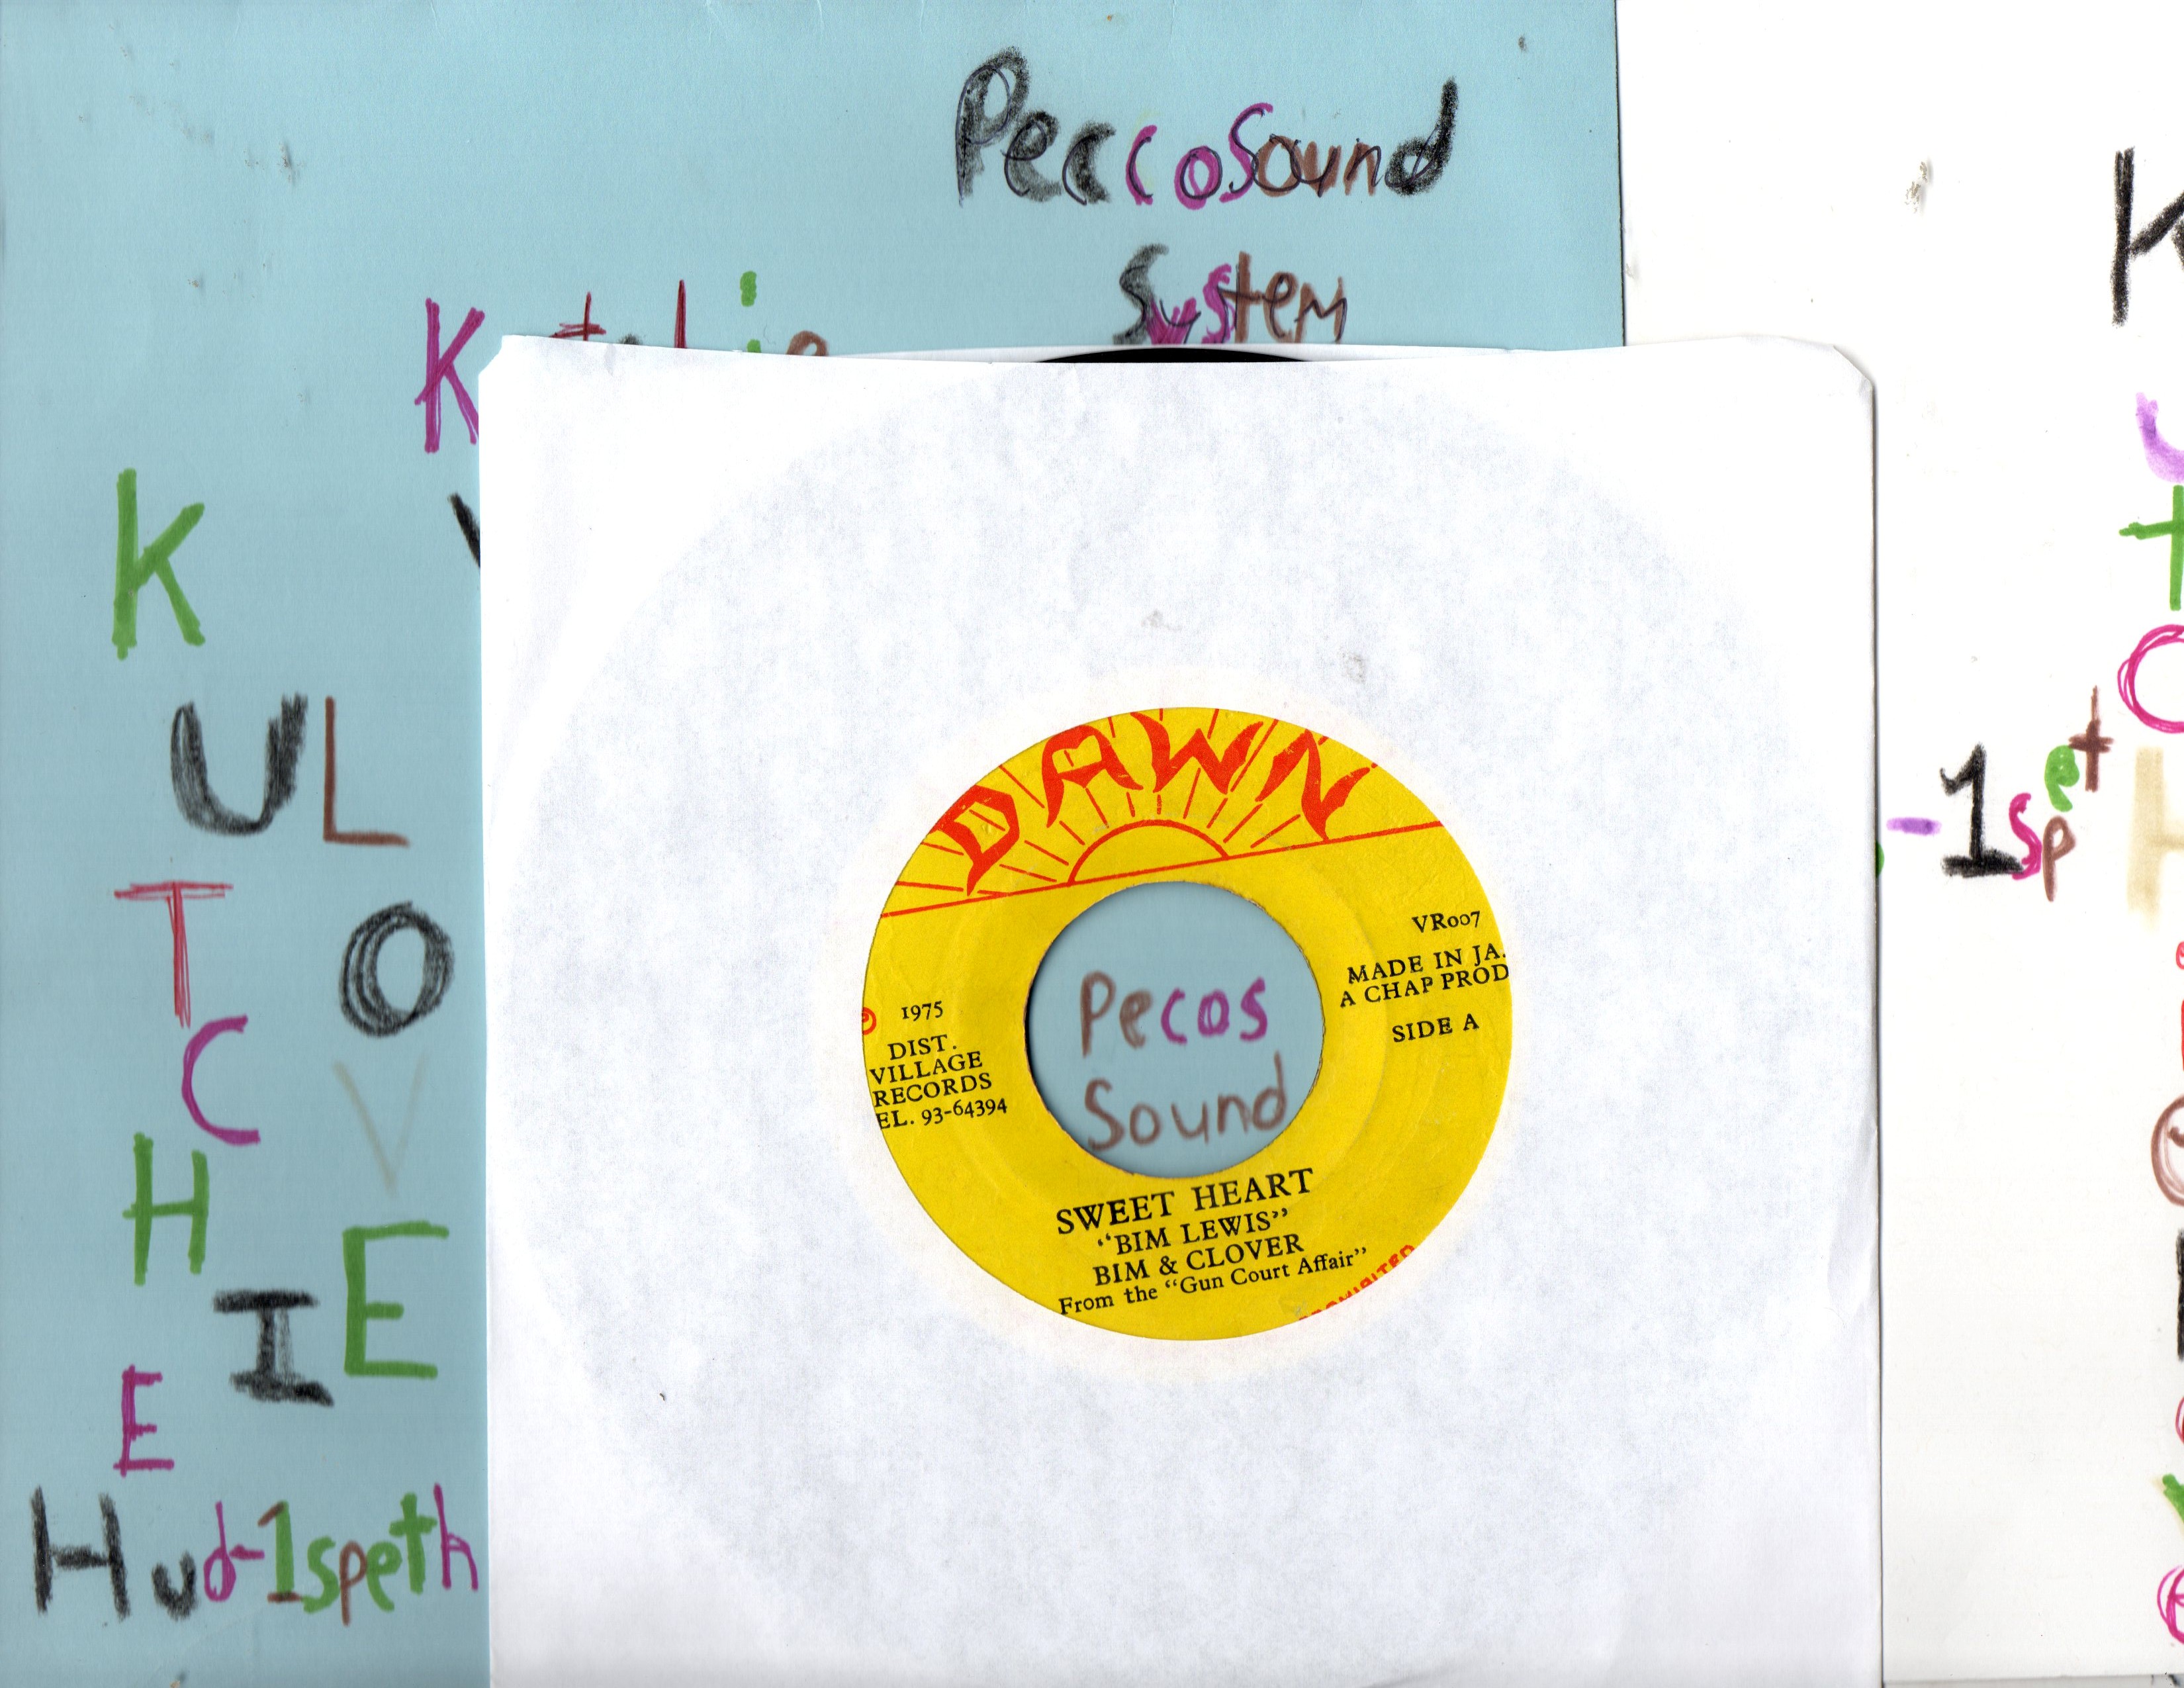 PeccoSound
System
K
U L
T O
C V
H E
I
E
Hud-1speth
DAWN
VR007
MADE IN JA.
A CHAP PROD
SIDE A
1975
DIST.
VILLAGE
RECORDS
EL. 93-64394
Pecos
Sound
SWEET HEART
"BIM LEWIS"
BIM & CLOVER
From the "Gun Court Affair"
-1spet